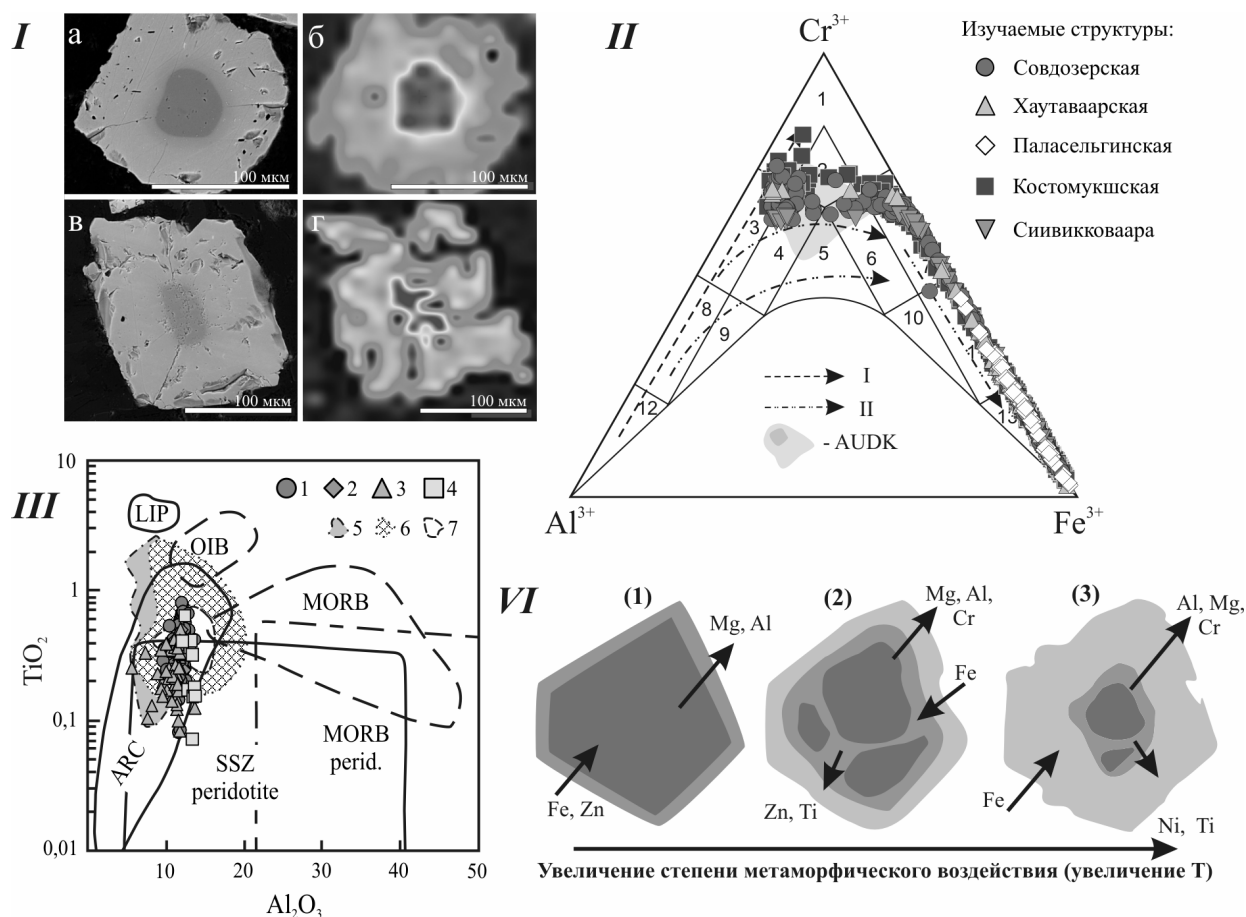 I
а
100 мкм
б
100 мкм
в
100 мкм
г
100 мкм
II
Cr³⁺
Al³⁺
Fe³⁺
1
2
3
4
5
6
8
9
10
1
12
13
I
II
- AUDK
Изучаемые структуры:
Совдозерская
Хаутаваарская
Паласельгинская
Костомукшская
Сиивикковаара
III
TiO₂
10
1
0,1
0,01
0
10
20
30
40
50
Al₂O₃
1
2
3
4
5
6
7
LIP
OIB
MORB
ARC
SSZ
peridotite
MORB
perid.
VI
(1)
Mg, Al
Fe, Zn
(2)
Mg, Al,
Cr
Fe
Zn, Ti
(3)
Al, Mg,
Cr
Fe
Ni, Ti
Увеличение степени метаморфического воздействия (увеличение Т)